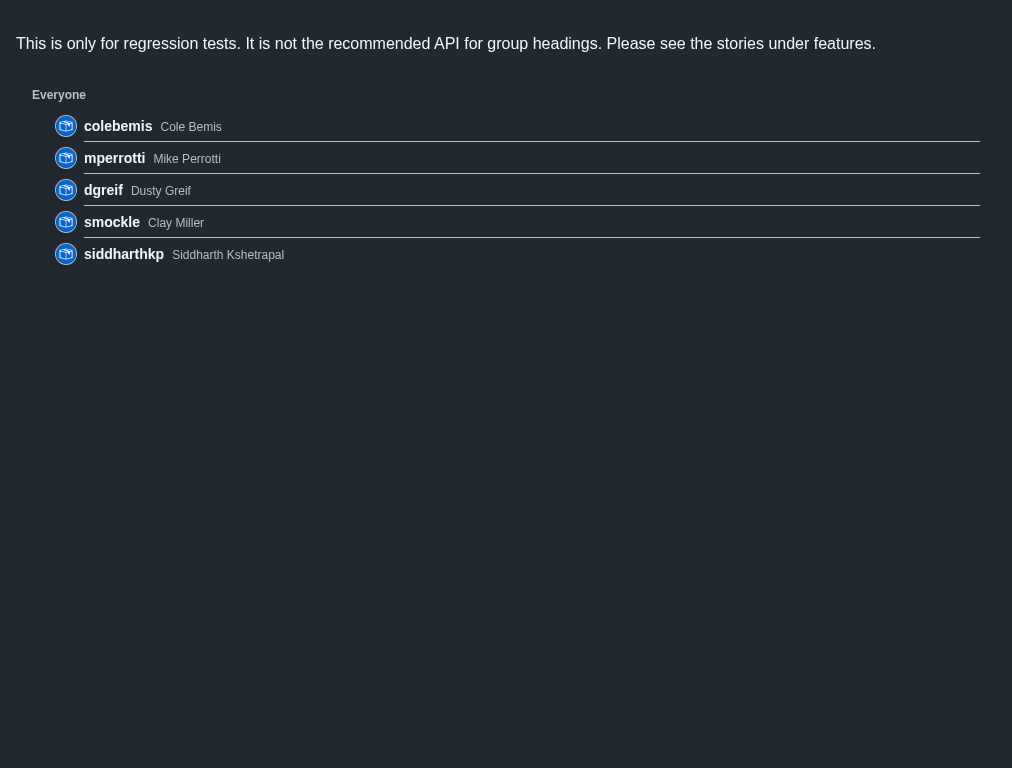 This is only for regression tests. It is not the recommended API for group headings. Please see the stories under features.
Everyone
colebemis Cole Bemis
mperrotti Mike Perrotti
dgreif Dusty Greif
smockle Clay Miller
siddharthkp Siddharth Kshetrapal